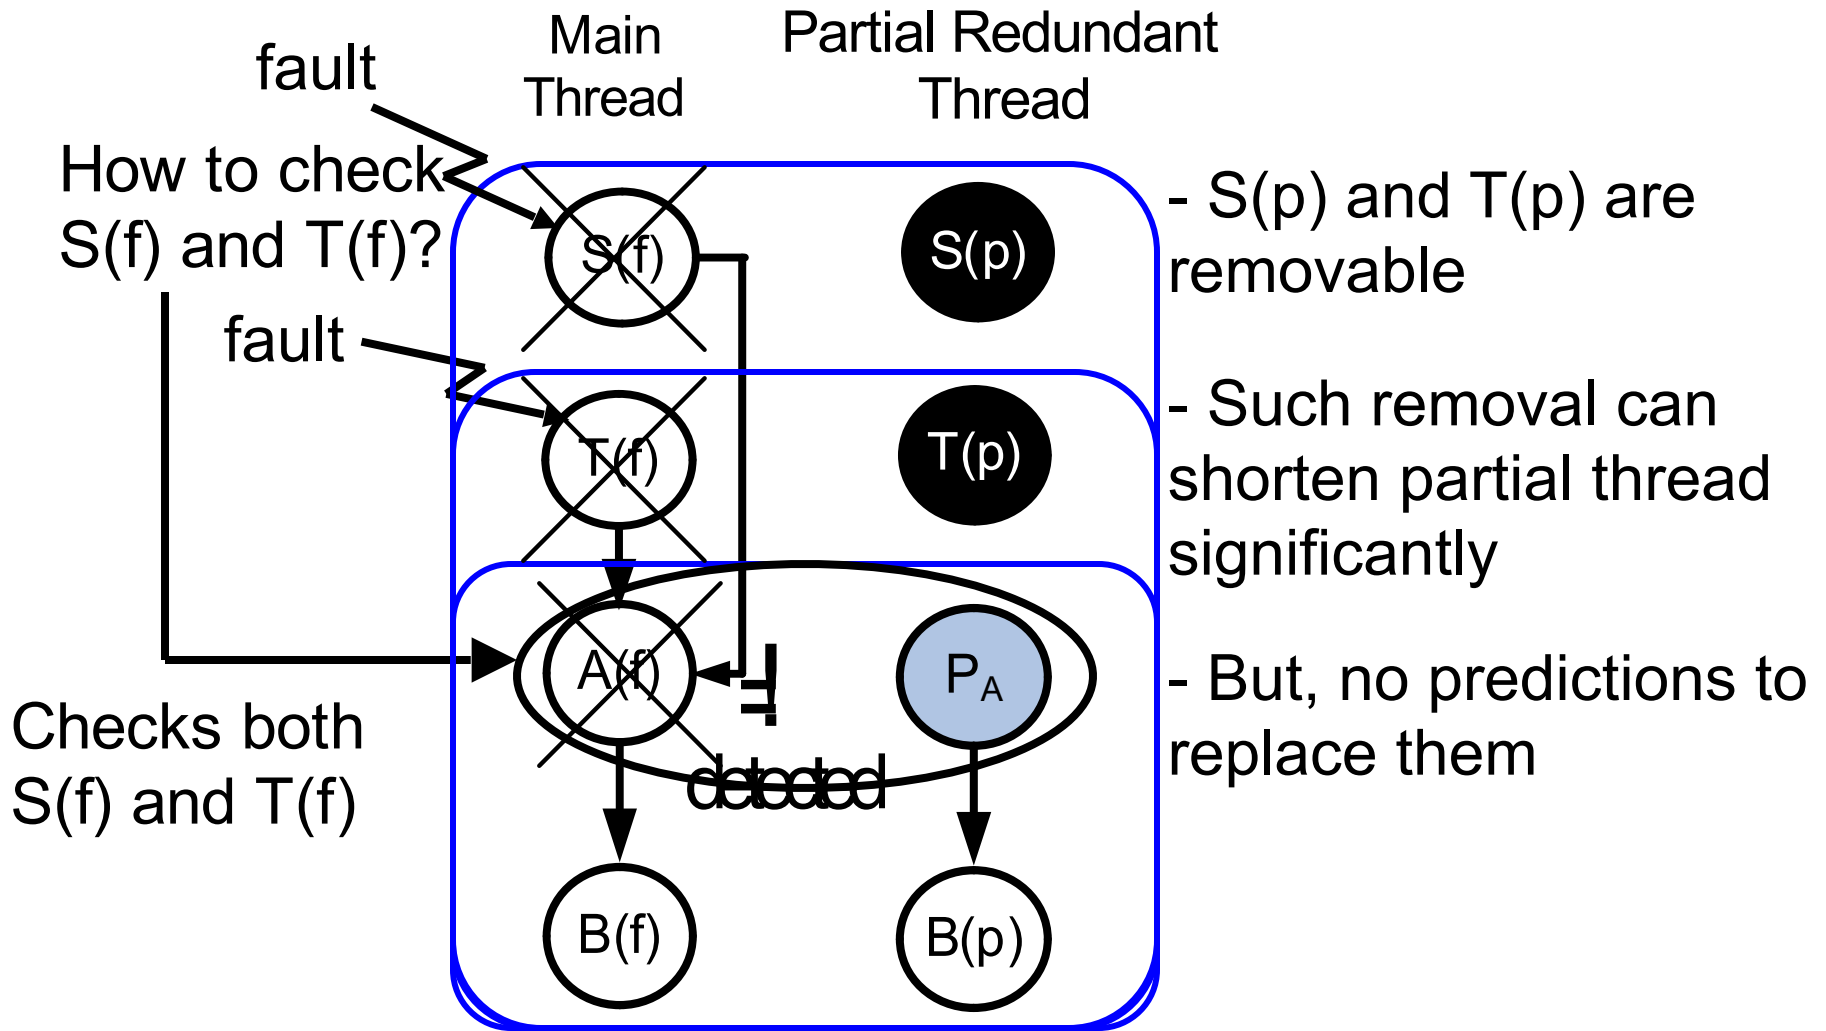 Main
Thread
Partial Redundant
Thread
fault
How to check
S(f) and T(f)?
fault
S(f)
S(p)
T(f)
T(p)
A(f)
P_A
B(f)
B(p)
Checks both
S(f) and T(f)
- S(p) and T(p) are
removable
- Such removal can
shorten partial thread
significantly
- But, no predictions to
replace them